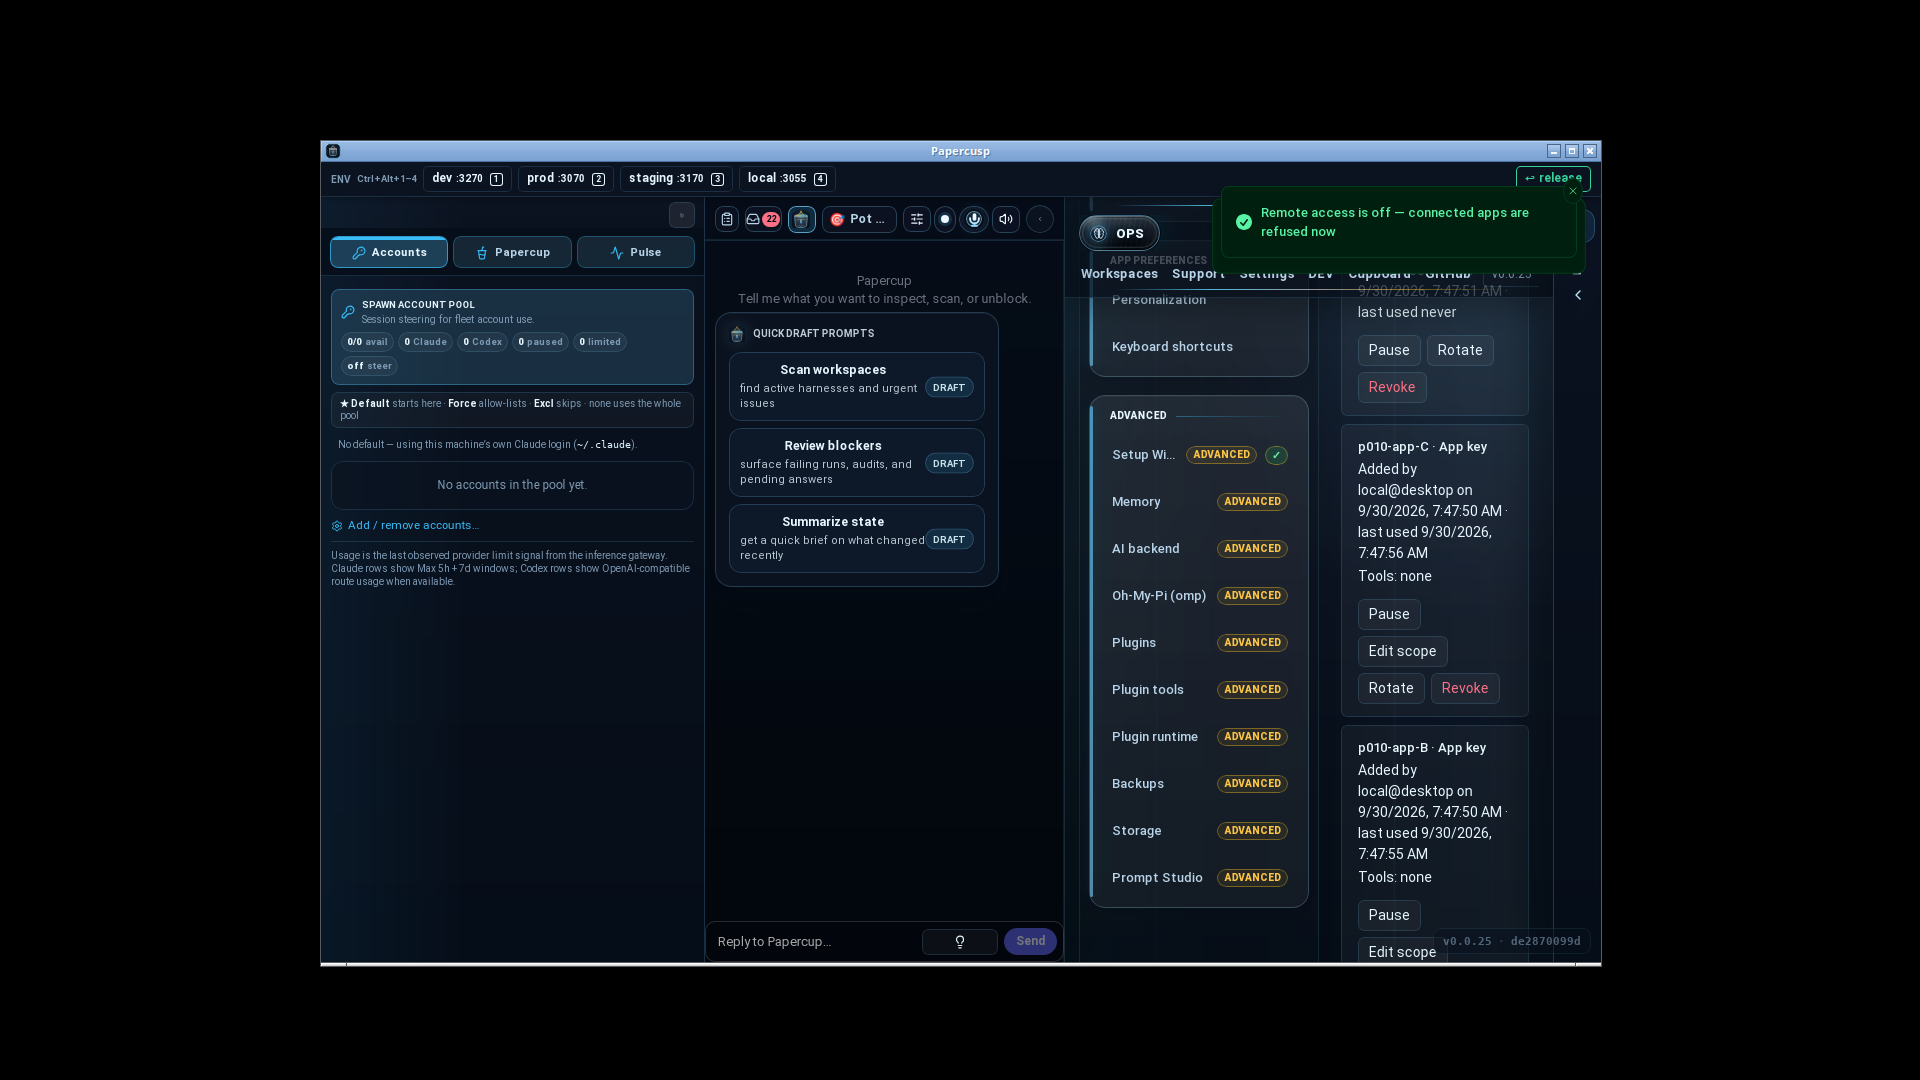 Papercusp
ENV Ctrl+Alt+1–4 dev :3270 1 prod :3070 2 staging :3170 3 local :3055 4 ↩ release
Accounts Papercup Pulse
SPAWN ACCOUNT POOL
Session steering for fleet account use.
0/0 avail 0 Claude 0 Codex 0 paused 0 limited
off steer
★ Default starts here · Force allow-lists · Excl skips · none uses the whole
pool
No default — using this machine's own Claude login (~/.claude).
No accounts in the pool yet.
Add / remove accounts…
Usage is the last observed provider limit signal from the inference gateway.
Claude rows show Max 5h + 7d windows; Codex rows show OpenAI-compatible
route usage when available.
22 Pot ...
Papercup
Tell me what you want to inspect, scan, or unblock.
QUICK DRAFT PROMPTS
Scan workspaces
find active harnesses and urgent
issues
DRAFT
Review blockers
surface failing runs, audits, and
pending answers
DRAFT
Summarize state
get a quick brief on what changed
recently
DRAFT
Reply to Papercup...
Send
OPS
Remote access is off — connected apps are
refused now
APP PREFERENCES
Workspaces Support Settings DEV Cupboard GitHub v0.0.25
Personalization
Keyboard shortcuts
ADVANCED
Setup Wi... ADVANCED ✓
Memory ADVANCED
AI backend ADVANCED
Oh-My-Pi (omp) ADVANCED
Plugins ADVANCED
Plugin tools ADVANCED
Plugin runtime ADVANCED
Backups ADVANCED
Storage ADVANCED
Prompt Studio ADVANCED
9/30/2026, 7:47:51 AM ·
last used never
Pause Rotate
Revoke
p010-app-C · App key
Added by
local@desktop on
9/30/2026, 7:47:50 AM ·
last used 9/30/2026,
7:47:56 AM
Tools: none
Pause
Edit scope
Rotate Revoke
p010-app-B · App key
Added by
local@desktop on
9/30/2026, 7:47:50 AM ·
last used 9/30/2026,
7:47:55 AM
Tools: none
Pause
Edit scope
v0.0.25 · de2870099d